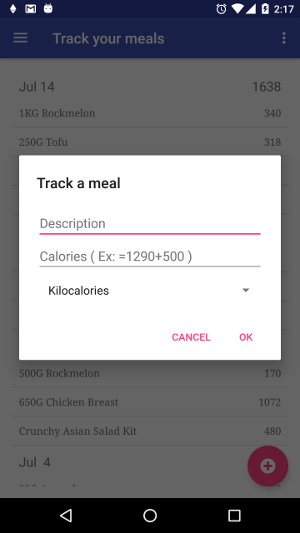 2:17
Track your meals
Jul 14 1638
1KG Rockmelon 340
250G Tofu 318
Track a meal
Description
Calories ( Ex: =1290+500 )
Kilocalories
CANCEL OK
500G Rockmelon 170
650G Chicken Breast 1072
Crunchy Asian Salad Kit 480
Jul 4